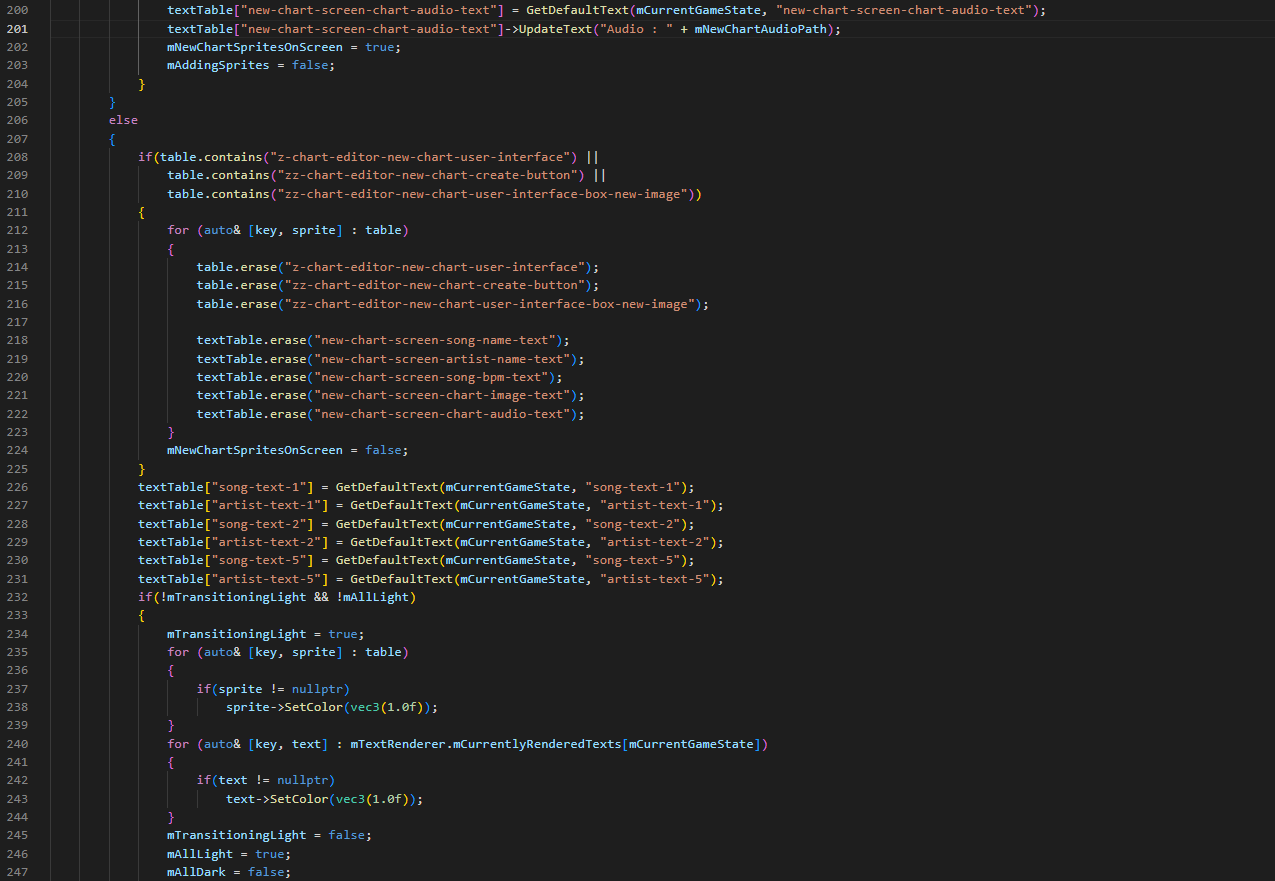 200 textTable["new-chart-screen-chart-audio-text"] = GetDefaultText(mCurrentGameState, "new-chart-screen-chart-audio-text");
201 textTable["new-chart-screen-chart-audio-text"]->UpdateText("Audio : " + mNewChartAudioPath);
202 mNewChartSpritesOnScreen = true;
203 mAddingSprites = false;
204 }
205 }
206 else
207 {
208 if(table.contains("z-chart-editor-new-chart-user-interface") ||
209 table.contains("zz-chart-editor-new-chart-create-button") ||
210 table.contains("zz-chart-editor-new-chart-user-interface-box-new-image"))
211 {
212 for (auto& [key, sprite] : table)
213 {
214 table.erase("z-chart-editor-new-chart-user-interface");
215 table.erase("zz-chart-editor-new-chart-create-button");
216 table.erase("zz-chart-editor-new-chart-user-interface-box-new-image");
217
218 textTable.erase("new-chart-screen-song-name-text");
219 textTable.erase("new-chart-screen-artist-name-text");
220 textTable.erase("new-chart-screen-song-bpm-text");
221 textTable.erase("new-chart-screen-chart-image-text");
222 textTable.erase("new-chart-screen-chart-audio-text");
223 }
224 mNewChartSpritesOnScreen = false;
225 }
226 textTable["song-text-1"] = GetDefaultText(mCurrentGameState, "song-text-1");
227 textTable["artist-text-1"] = GetDefaultText(mCurrentGameState, "artist-text-1");
228 textTable["song-text-2"] = GetDefaultText(mCurrentGameState, "song-text-2");
229 textTable["artist-text-2"] = GetDefaultText(mCurrentGameState, "artist-text-2");
230 textTable["song-text-5"] = GetDefaultText(mCurrentGameState, "song-text-5");
231 textTable["artist-text-5"] = GetDefaultText(mCurrentGameState, "artist-text-5");
232 if(!mTransitioningLight && !mAllLight)
233 {
234 mTransitioningLight = true;
235 for (auto& [key, sprite] : table)
236 {
237 if(sprite != nullptr)
238 sprite->SetColor(vec3(1.0f));
239 }
240 for (auto& [key, text] : mTextRenderer.mCurrentlyRenderedTexts[mCurrentGameState])
241 {
242 if(text != nullptr)
243 text->SetColor(vec3(1.0f));
244 }
245 mTransitioningLight = false;
246 mAllLight = true;
247 mAllDark = false;